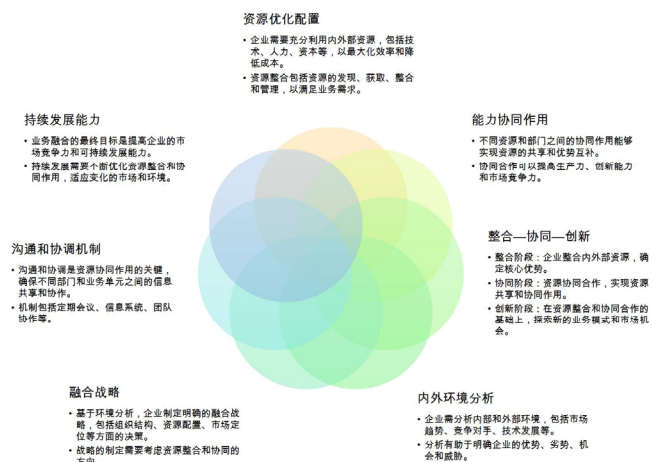 资源优化配置
• 企业需要充分利用内外部资源，包括技
术、人力、资本等，以最大化效率和降
低成本。
• 资源整合包括资源的发现、获取、整合
和管理，以满足业务需求。
持续发展能力
• 业务融合的最终目标是提高企业的市
场竞争力和可持续发展能力。
• 持续发展需要不断优化资源整合和协
同作用，适应变化的市场和环境。
能力协同作用
• 不同资源和部门之间的协同作用能够
实现资源的共享和优势互补。
• 协同合作可以提高生产力、创新能力
和市场竞争力。
沟通和协调机制
• 沟通和协调是资源协同作用的关键，
确保不同部门和业务单元之间的信息
共享和协作。
• 机制包括定期会议、信息系统、团队
协作等。
整合—协同—创新
• 整合阶段：企业整合内外部资源，确
定核心优势。
• 协同阶段：资源协同合作，实现资源
共享和协同作用。
• 创新阶段：在资源整合和协同合作的
基础上，探索新的业务模式和市场机
会。
融合战略
• 基于环境分析，企业制定明确的融合战
略，包括组织结构、资源配置、市场定
位等方面的决策。
• 战略的制定需要考虑资源整合和协同的
方向
内外环境分析
• 企业需分析内部和外部环境，包括市场
趋势、竞争对手、技术发展等。
• 分析有助于明确企业的优势、劣势、机
会和威胁。